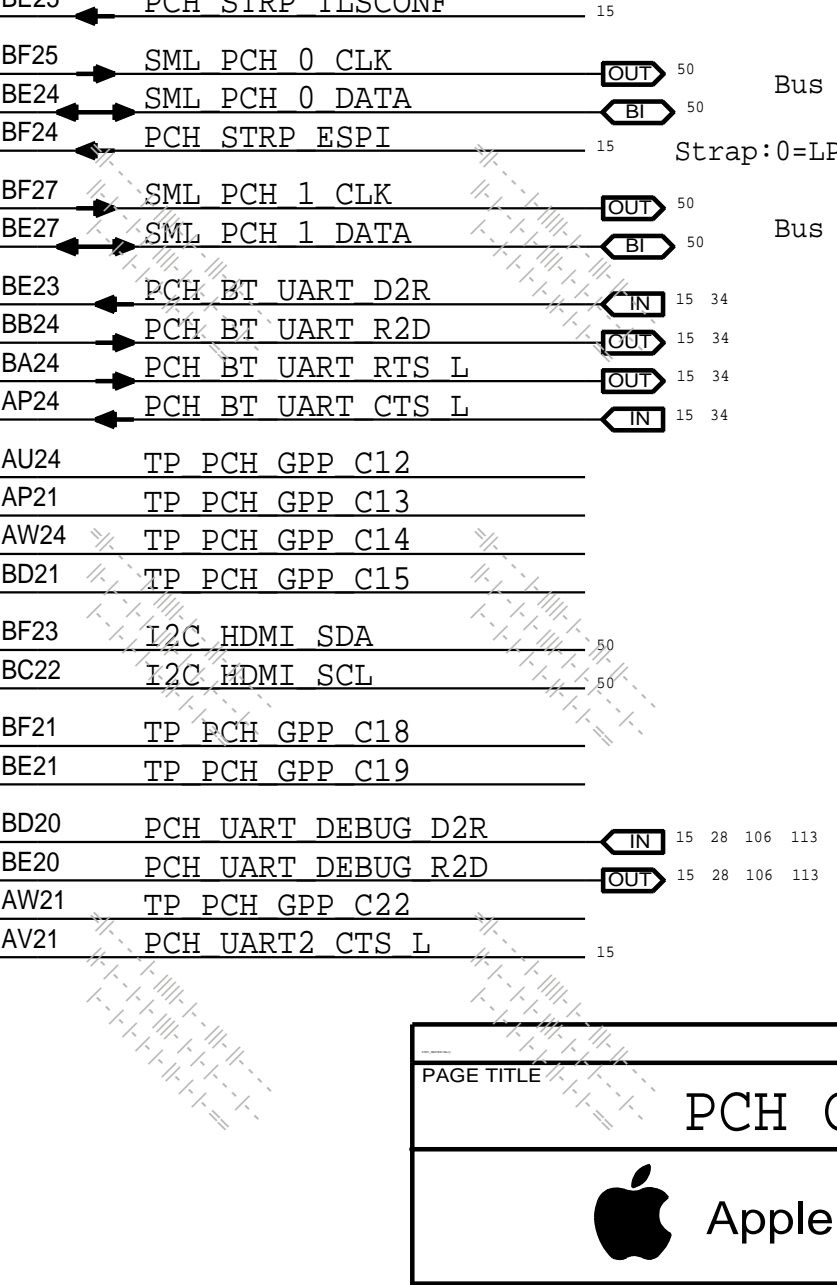 PCH_STRP_TLSCONF 15
BF25 SML_PCH_0_CLK OUT 50
Bus
BE24 SML_PCH_0_DATA BI 50
BF24 PCH_STRP_ESPI 15
Strap:0=LP
BF27 SML_PCH_1_CLK OUT 50
Bus
BE27 SML_PCH_1_DATA BI 50
BE23 PCH_BT_UART_D2R IN 15 34
BB24 PCH_BT_UART_R2D OUT 15 34
BA24 PCH_BT_UART_RTS_L OUT 15 34
AP24 PCH_BT_UART_CTS_L IN 15 34
AU24 TP_PCH_GPP_C12
AP21 TP_PCH_GPP_C13
AW24 TP_PCH_GPP_C14
BD21 TP_PCH_GPP_C15
BF23 I2C_HDMI_SDA 50
BC22 I2C_HDMI_SCL 50
BF21 TP_PCH_GPP_C18
BE21 TP_PCH_GPP_C19
BD20 PCH_UART_DEBUG_D2R IN 15 28 106 113
BE20 PCH_UART_DEBUG_R2D OUT 15 28 106 113
AW21 TP_PCH_GPP_C22
AV21 PCH_UART2_CTS_L 15
PAGE TITLE
PCH
Apple